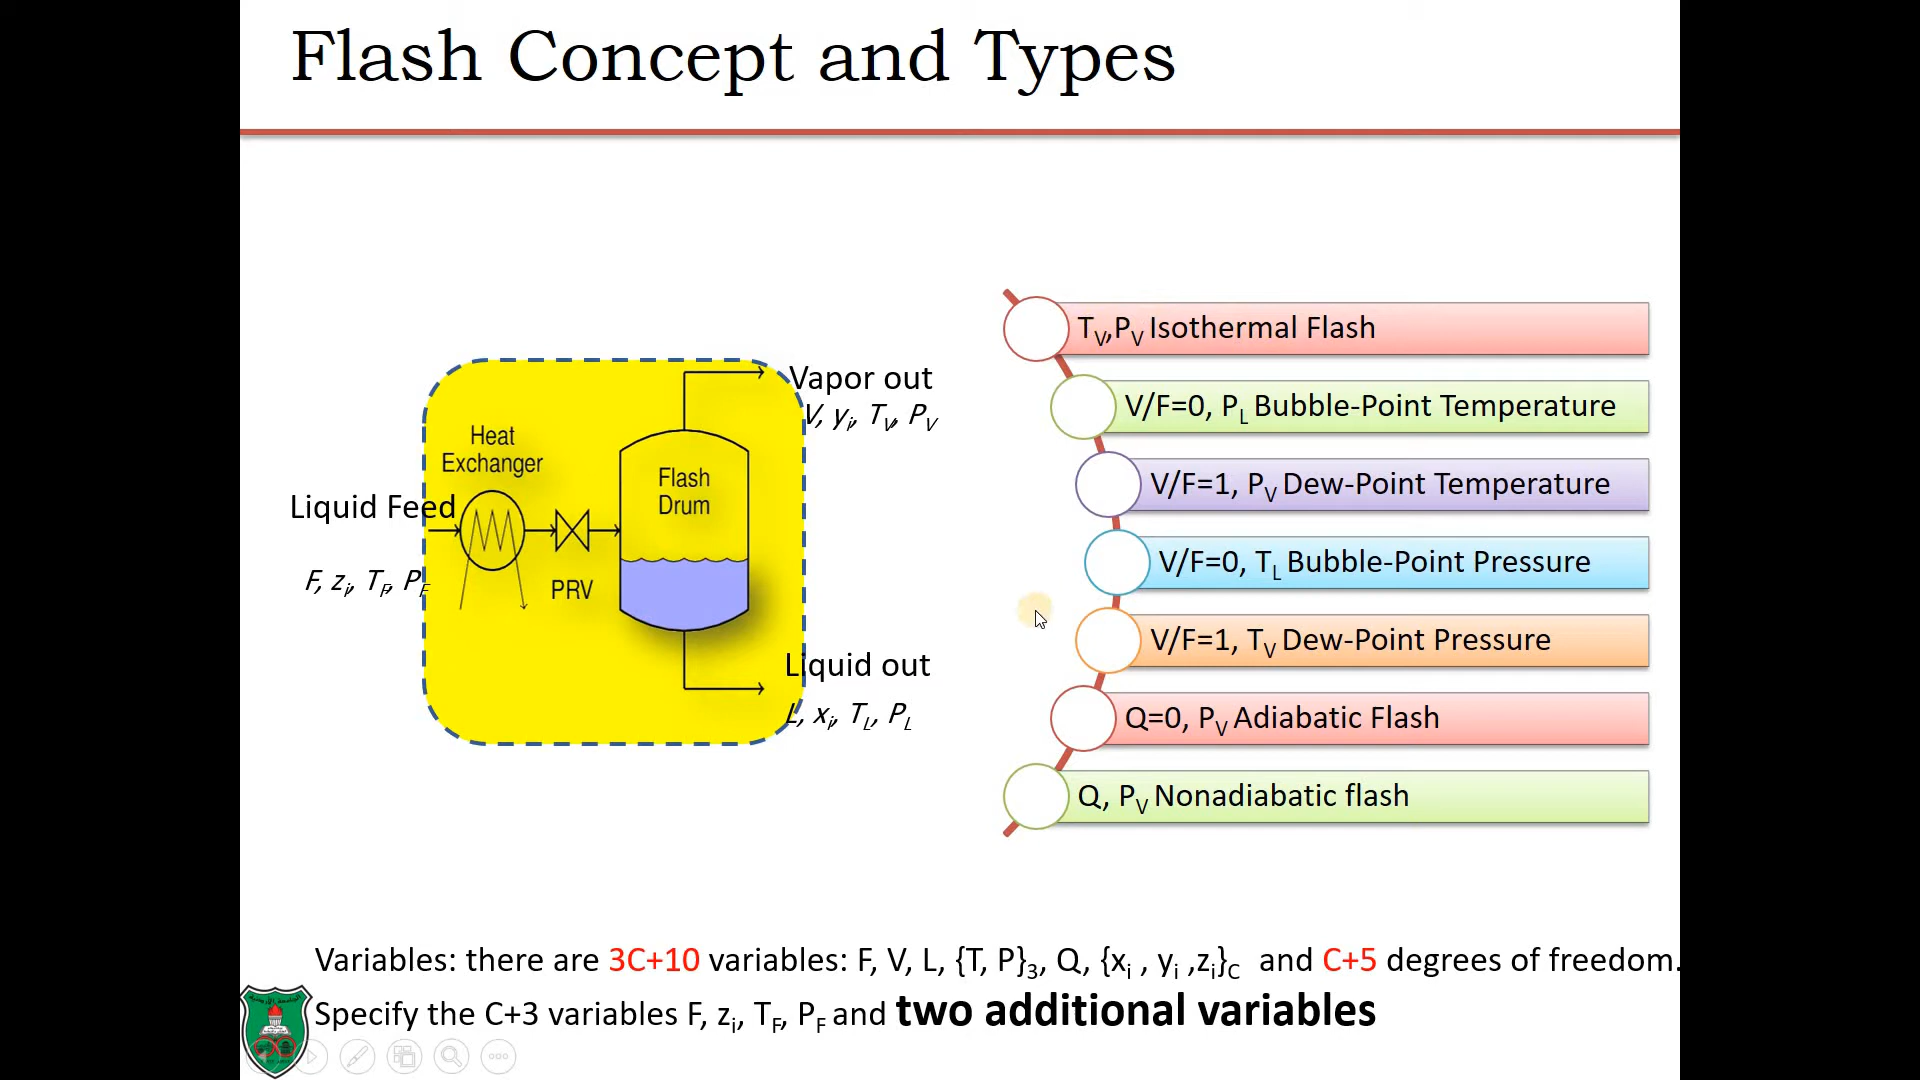 Flash Concept and Types
Heat
Exchanger
Flash
Drum
PRV
Liquid Feed
F, zi, TF, PF
Vapor out
V, yi, TV, PV
Liquid out
L, xi, TL, PL
TV,PV Isothermal Flash
V/F=0, PL Bubble-Point Temperature
V/F=1, PV Dew-Point Temperature
V/F=0, TL Bubble-Point Pressure
V/F=1, TV Dew-Point Pressure
Q=0, PV Adiabatic Flash
Q, PV Nonadiabatic flash
Variables: there are 3C+10 variables: F, V, L, {T, P}3, Q, {xi , yi ,zi}C and C+5 degrees of freedom.
Specify the C+3 variables F, zi, TF, PF and two additional variables